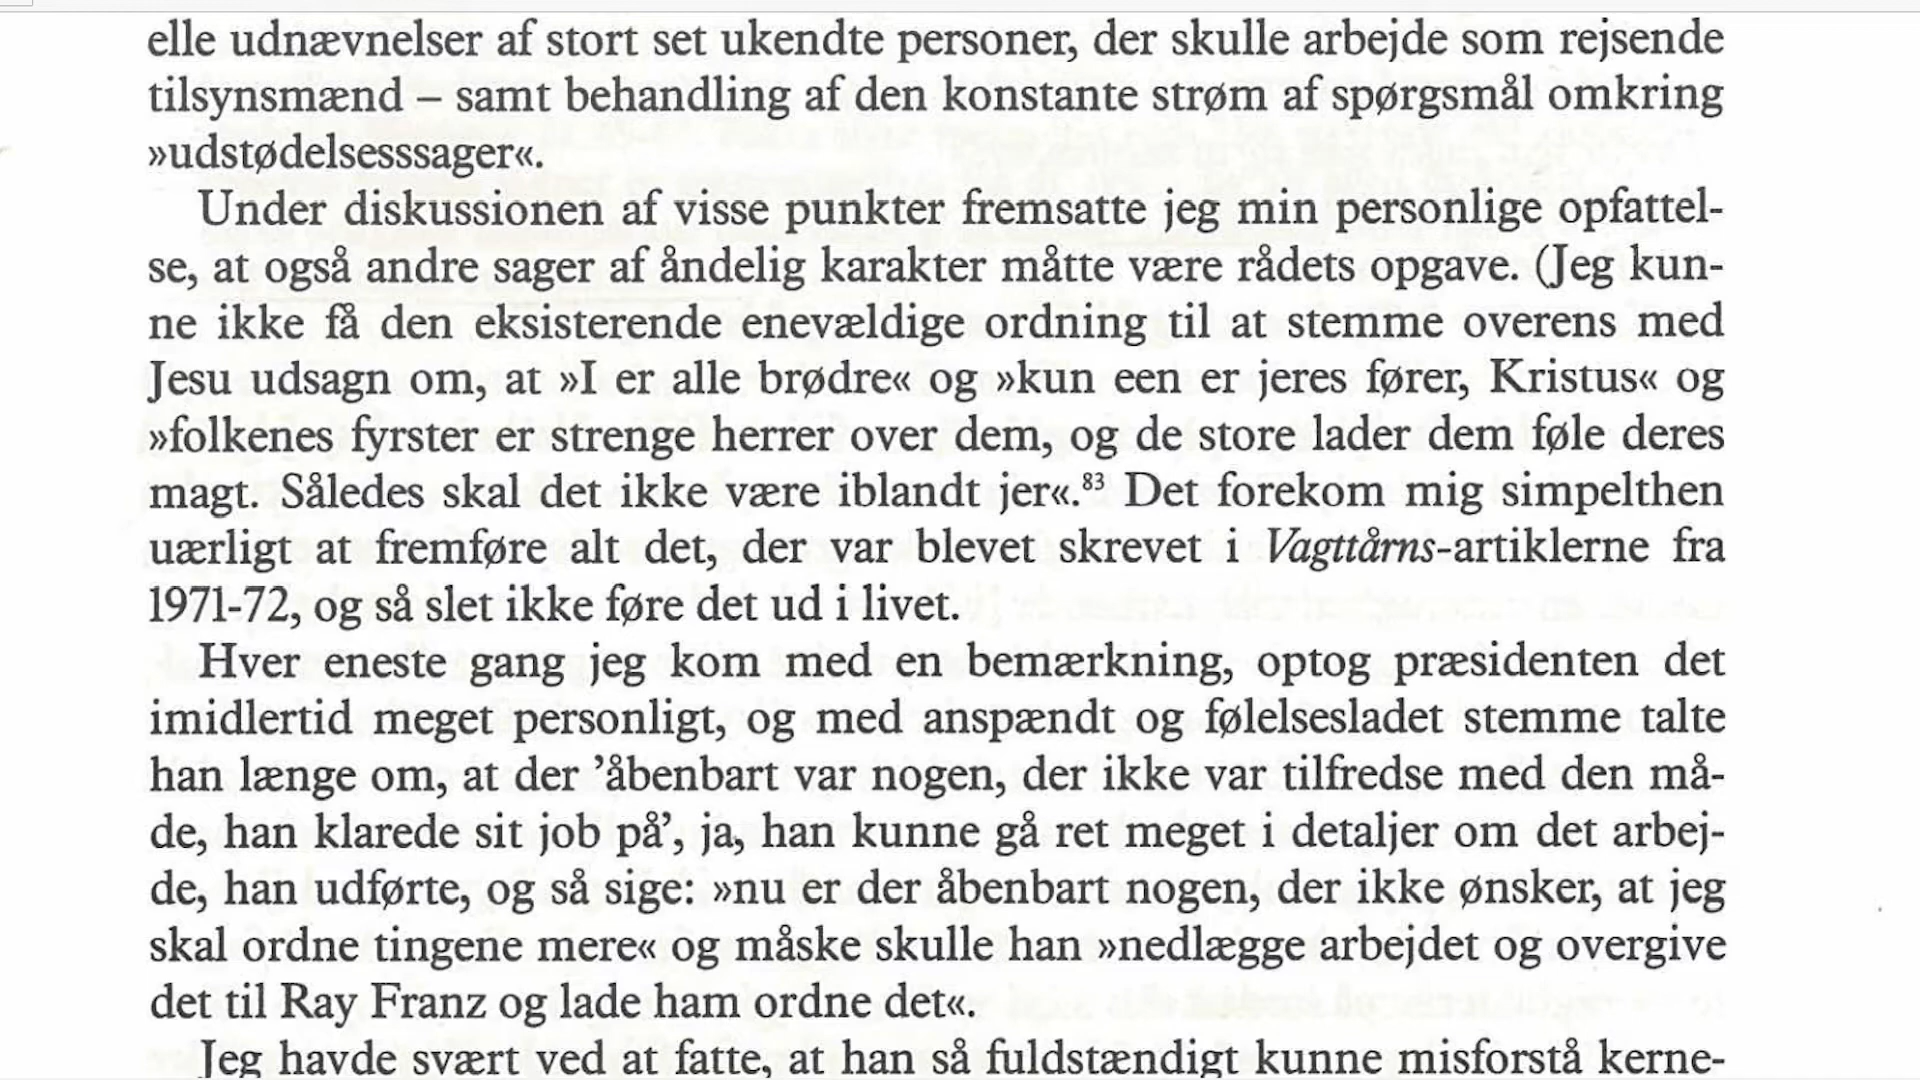 elle udnævnelser af stort set ukendte personer, der skulle arbejde som rejsende
tilsynsmænd – samt behandling af den konstante strøm af spørgsmål omkring
»udstødelsesssager«.
Under diskussionen af visse punkter fremsatte jeg min personlige opfattel-
se, at også andre sager af åndelig karakter måtte være rådets opgave. (Jeg kun-
ne ikke få den eksisterende enevældige ordning til at stemme overens med
Jesu udsagn om, at »I er alle brødre« og »kun een er jeres fører, Kristus« og
»folkenes fyrster er strenge herrer over dem, og de store lader dem føle deres
magt. Således skal det ikke være iblandt jer«.⁸³ Det forekom mig simpelthen
uærligt at fremføre alt det, der var blevet skrevet i Vagttårns-artiklerne fra
1971-72, og så slet ikke føre det ud i livet.
Hver eneste gang jeg kom med en bemærkning, optog præsidenten det
imidlertid meget personligt, og med anspændt og følelsesladet stemme talte
han længe om, at der ’åbenbart var nogen, der ikke var tilfredse med den må-
de, han klarede sit job på’, ja, han kunne gå ret meget i detaljer om det arbej-
de, han udførte, og så sige: »nu er der åbenbart nogen, der ikke ønsker, at jeg
skal ordne tingene mere« og måske skulle han »nedlægge arbejdet og overgive
det til Ray Franz og lade ham ordne det«.
Jeg havde svært ved at fatte, at han så fuldstændigt kunne misforstå kerne-